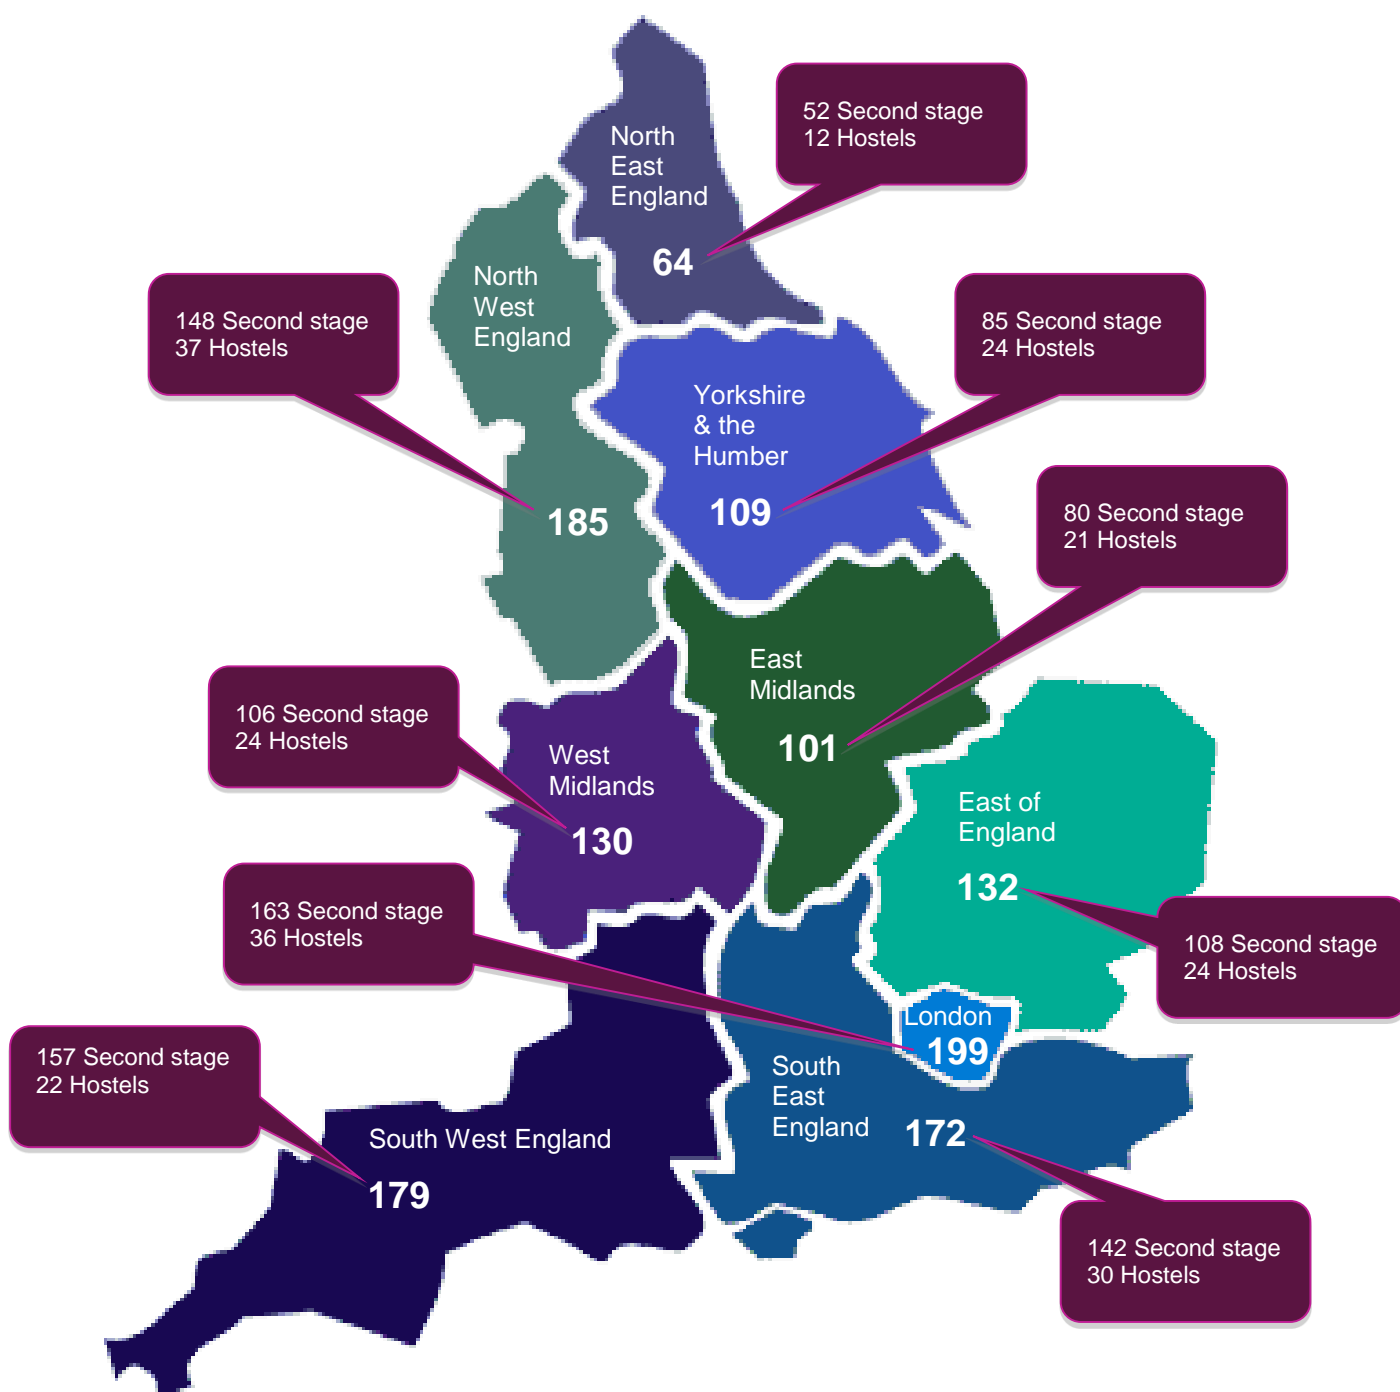 52 Second stage
12 Hostels
North
East
England
64
North
West
England
185
148 Second stage
37 Hostels
85 Second stage
24 Hostels
Yorkshire
& the
Humber
109
80 Second stage
21 Hostels
East
Midlands
101
106 Second stage
24 Hostels
West
Midlands
130
East of
England
132
163 Second stage
36 Hostels
108 Second stage
24 Hostels
London
199
157 Second stage
22 Hostels
South
East
England
172
South West England
179
142 Second stage
30 Hostels